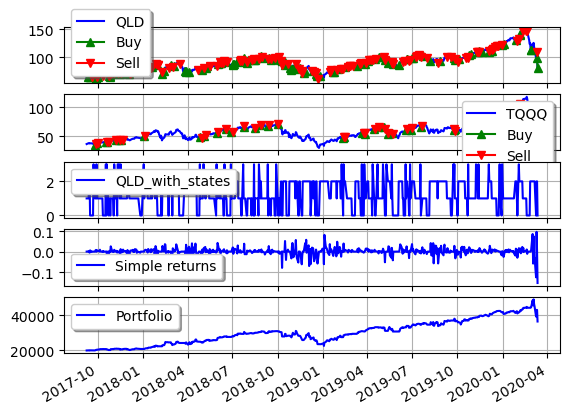 150
100
QLD
Buy
Sell
100
50
TQQQ
Buy
Sell
2
0
QLD_with_states
0.1
0.0
−0.1
Simple returns
40000
20000
Portfolio
2017-10 2018-01 2018-04 2018-07 2018-10 2019-01 2019-04 2019-07 2019-10 2020-01 2020-04